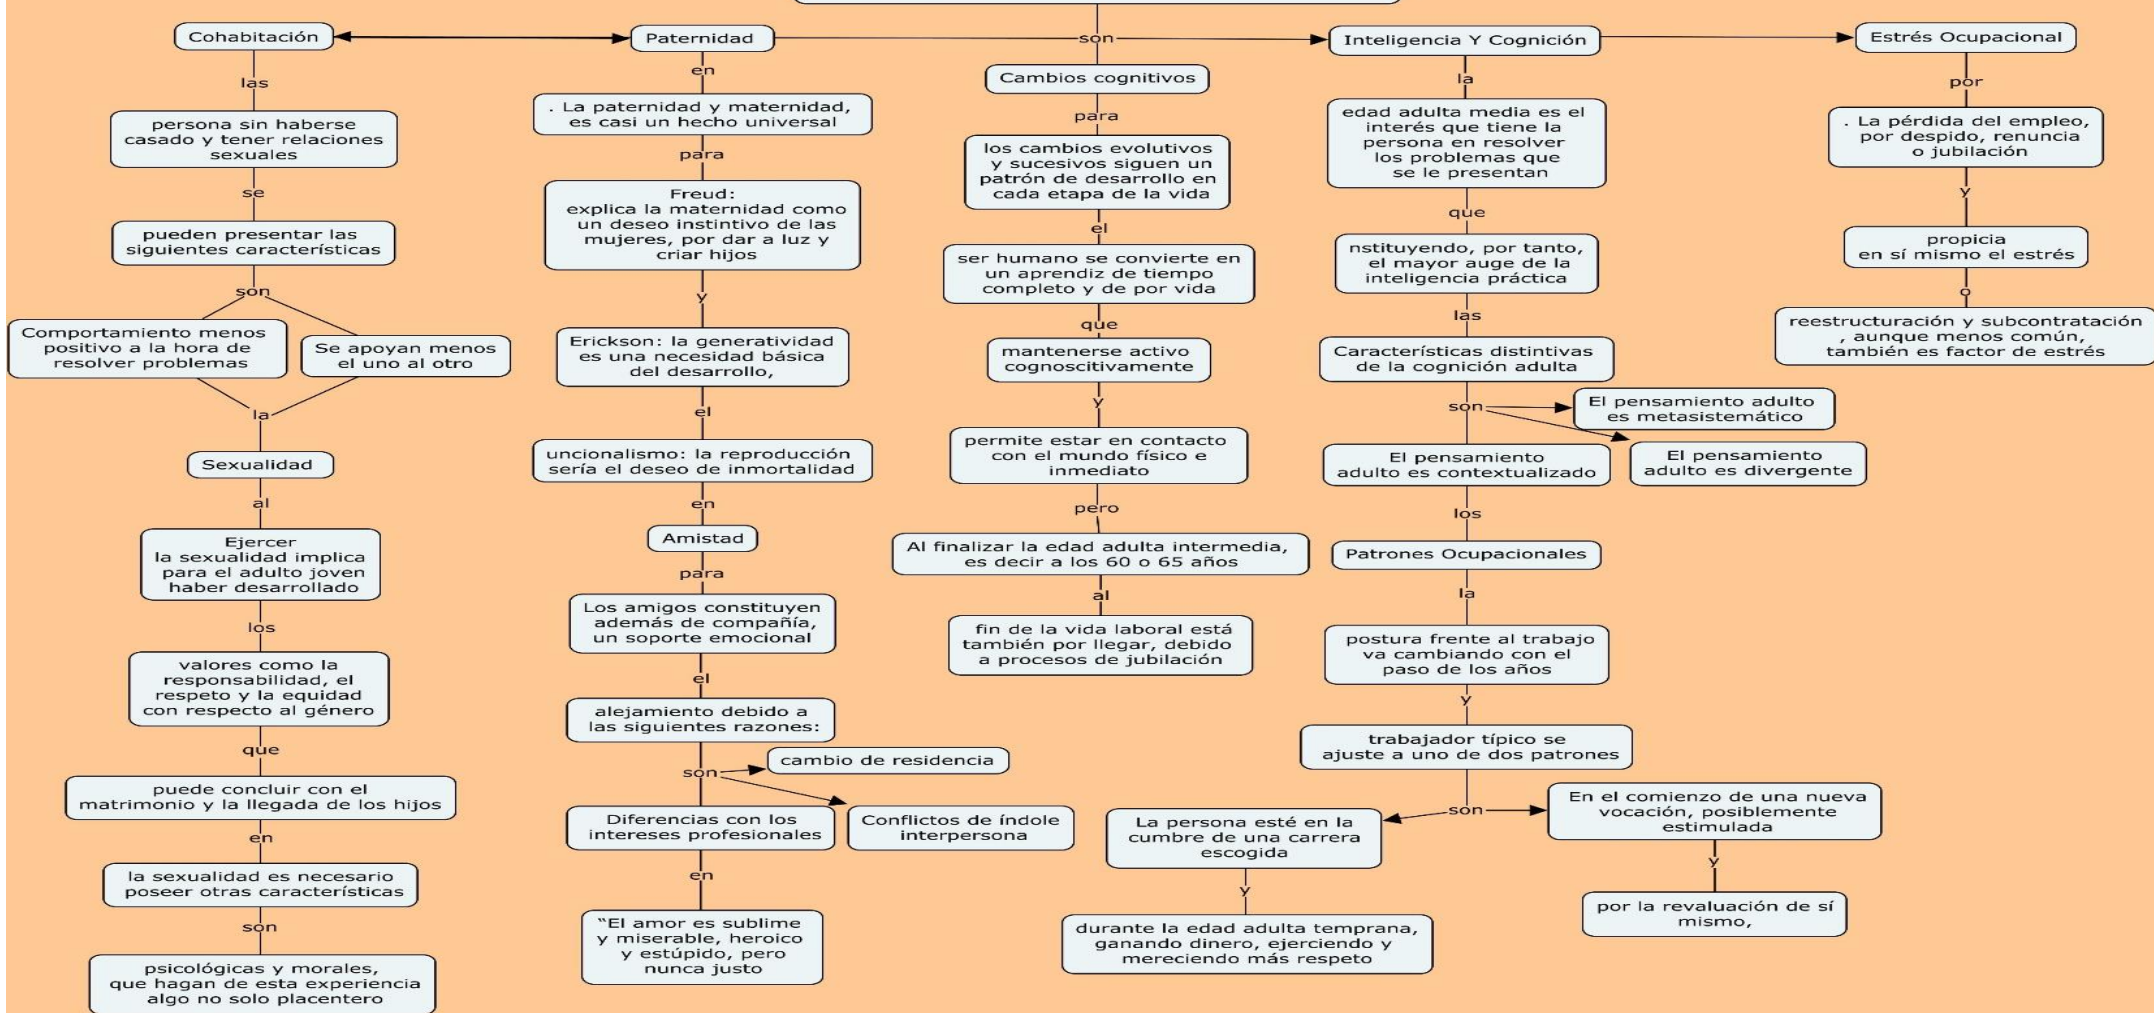 son
Cohabitación
las
persona sin haberse
casado y tener relaciones
sexuales
se
pueden presentar las
siguientes características
son
Comportamiento menos
positivo a la hora de
resolver problemas
Se apoyan menos
el uno al otro
la
Sexualidad
al
Ejercer
la sexualidad implica
para el adulto joven
haber desarrollado
los
valores como la
responsabilidad, el
respeto y la equidad
con respecto al género
que
puede concluir con el
matrimonio y la llegada de los hijos
en
la sexualidad es necesario
poseer otras características
son
psicológicas y morales,
que hagan de esta experiencia
algo no solo placentero
Paternidad
en
. La paternidad y maternidad,
es casi un hecho universal
para
Freud:
explica la maternidad como
un deseo instintivo de las
mujeres, por dar a luz y
criar hijos
y
Erickson: la generatividad
es una necesidad básica
del desarrollo,
el
uncionalismo: la reproducción
sería el deseo de inmortalidad
en
Amistad
para
Los amigos constituyen
además de compañía,
un soporte emocional
el
alejamiento debido a
las siguientes razones:
son
cambio de residencia
Diferencias con los
intereses profesionales
Conflictos de índole
interpersona
en
“El amor es sublime
y miserable, heroico
y estúpido, pero
nunca justo
Cambios cognitivos
para
los cambios evolutivos
y sucesivos siguen un
patrón de desarrollo en
cada etapa de la vida
el
ser humano se convierte en
un aprendiz de tiempo
completo y de por vida
que
mantenerse activo
cognoscitivamente
y
permite estar en contacto
con el mundo físico e
inmediato
pero
Al finalizar la edad adulta intermedia,
es decir a los 60 o 65 años
al
fin de la vida laboral está
también por llegar, debido
a procesos de jubilación
Inteligencia Y Cognición
la
edad adulta media es el
interés que tiene la
persona en resolver
los problemas que
se le presentan
que
nstituyendo, por tanto,
el mayor auge de la
inteligencia práctica
las
Características distintivas
de la cognición adulta
son
El pensamiento adulto
es metasistemático
El pensamiento
adulto es contextualizado
El pensamiento
adulto es divergente
los
Patrones Ocupacionales
la
postura frente al trabajo
va cambiando con el
paso de los años
y
trabajador típico se
ajuste a uno de dos patrones
son
La persona esté en la
cumbre de una carrera
escogida
y
durante la edad adulta temprana,
ganando dinero, ejerciendo y
mereciendo más respeto
En el comienzo de una nueva
vocación, posiblemente
estimulada
y
por la revaluación de sí
mismo,
Estrés Ocupacional
por
. La pérdida del empleo,
por despido, renuncia
o jubilación
y
propicia
en sí mismo el estrés
o
reestructuración y subcontratación
, aunque menos común,
también es factor de estrés